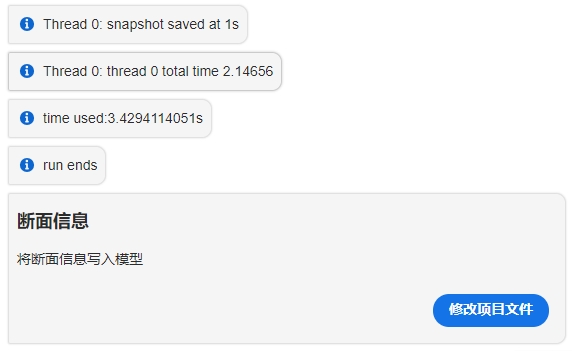 Thread 0: snapshot saved at 1s
Thread 0: thread 0 total time 2.14656
time used:3.4294114051s
run ends
断面信息
将断面信息写入模型
修改项目文件